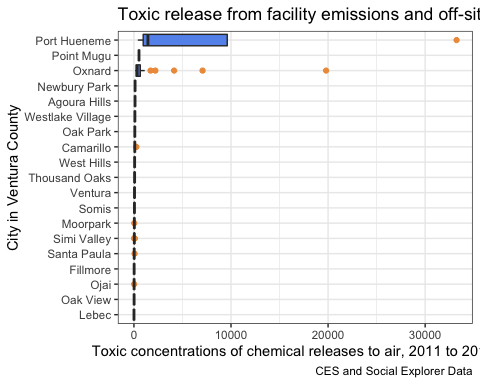 Toxic release from facility emissions and off-sit
Port Hueneme
Point Mugu
Oxnard
Newbury Park
Agoura Hills
Westlake Village
Oak Park
Camarillo
West Hills
Thousand Oaks
Ventura
Somis
Moorpark
Simi Valley
Santa Paula
Fillmore
Ojai
Oak View
Lebec
City in Ventura County
0 10000 20000 30000
Toxic concentrations of chemical releases to air, 2011 to 201
CES and Social Explorer Data